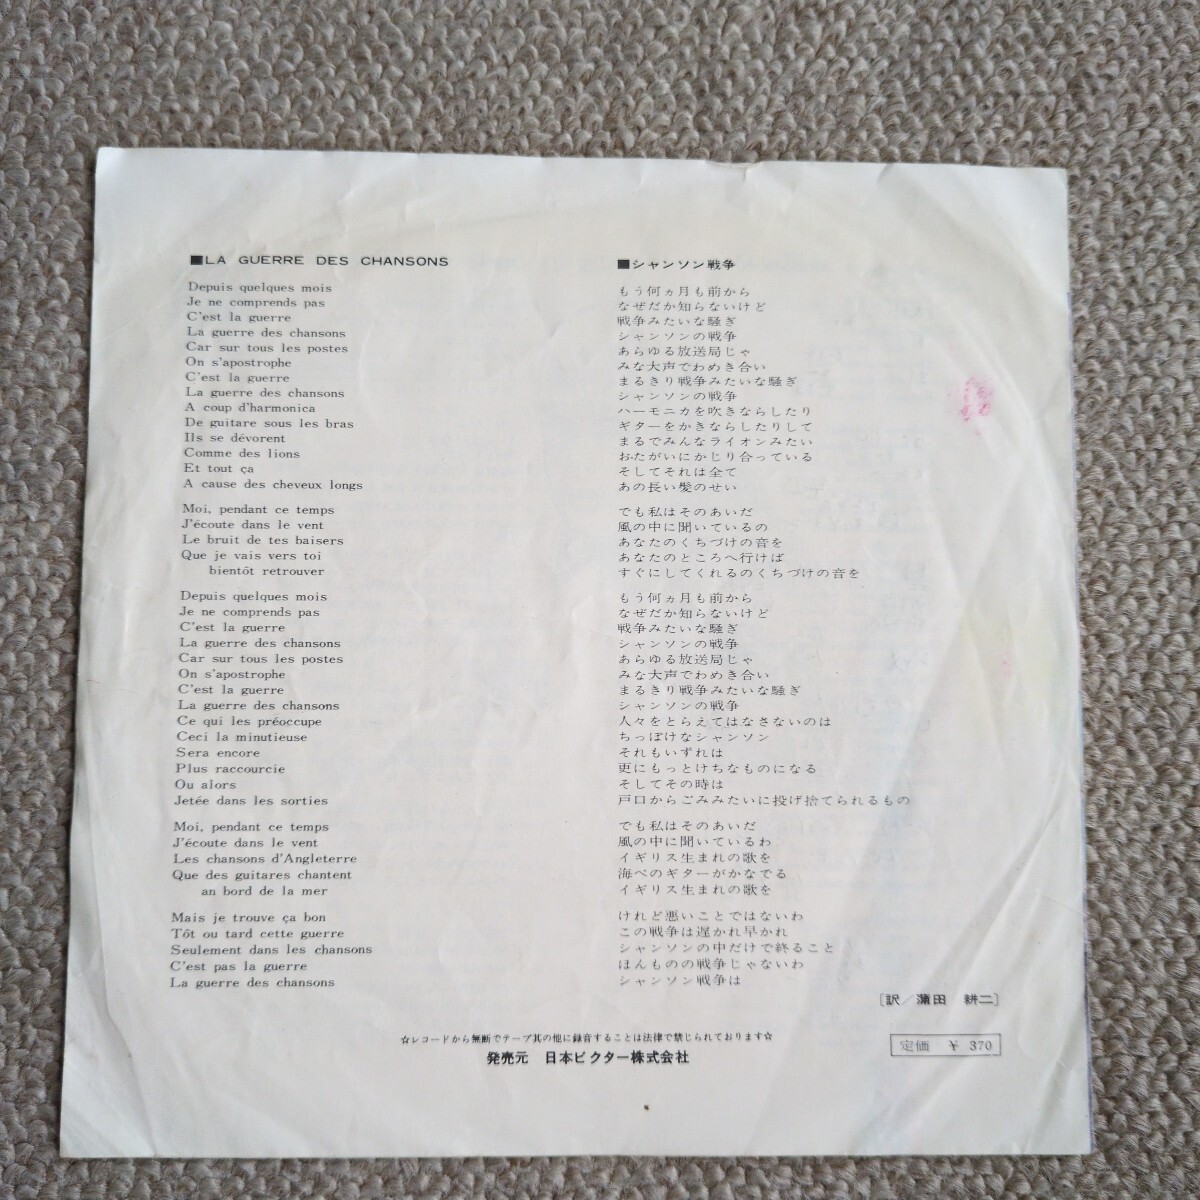 ■LA GUERRE DES CHANSONS
Depuis quelques mois
Je ne comprends pas
C'est la guerre
La guerre des chansons
Car sur tous les postes
On s'apostrophe
C'est la guerre
La guerre des chansons
A coup d'harmonica
De guitare sous les bras
Ils se dévorent
Comme des lions
Et tout ça
A cause des cheveux longs
Moi, pendant ce temps
J'écoute dans le vent
Le bruit de tes baisers
Que je vais vers toi
bientôt retrouver
Depuis quelques mois
Je ne comprends pas
C'est la guerre
La guerre des chansons
Car sur tous les postes
On s'apostrophe
C'est la guerre
La guerre des chansons
Ce qui les préoccupe
Ceci la minutieuse
Sera encore
Plus raccourcie
Ou alors
Jetée dans les sorties
Moi, pendant ce temps
J'écoute dans le vent
Les chansons d'Angleterre
Que des guitares chantent
an bord de la mer
Mais je trouve ça bon
Tôt ou tard cette guerre
Seulement dans les chansons
C'est pas la guerre
La guerre des chansons
■シャンソン戦争
もう何ヵ月も前から
なぜだか知らないけど
戦争みたいな騒ぎ
シャンソンの戦争
あらゆる放送局じゃ
みな大声でわめき合い
まるきり戦争みたいな騒ぎ
シャンソンの戦争
ハーモニカを吹きならしたり
ギターをかきならしたりして
まるでみんなライオンみたい
おたがいにかじり合っている
そしてそれは全て
あの長い髪のせい
でも私はそのあいだ
風の中に聞いているの
あなたのくちづけの音を
あなたのところへ行けば
すぐにしてくれるのくちづけの音を
もう何ヵ月も前から
なぜだか知らないけど
戦争みたいな騒ぎ
シャンソンの戦争
あらゆる放送局じゃ
みな大声でわめき合い
まるきり戦争みたいな騒ぎ
シャンソンの戦争
人々をとらえてはなさないのは
ちっぽけなシャンソン
それもいずれは
更にもっとけちなものになる
そしてその時は
戸口からごみみたいに投げ捨てられるもの
でも私はそのあいだ
風の中に聞いているわ
イギリス生まれの歌を
海べのギターがかなでる
イギリス生まれの歌を
けれど悪いことではないわ
この戦争は遅かれ早かれ
シャンソンの中だけで終ること
ほんものの戦争じゃないわ
シャンソン戦争は
[訳/蒲田 耕二]
☆レコードから無断でテープ其の他に録音することは法律で禁じられております☆
発売元 日本ビクター株式会社
定価 ¥ 370